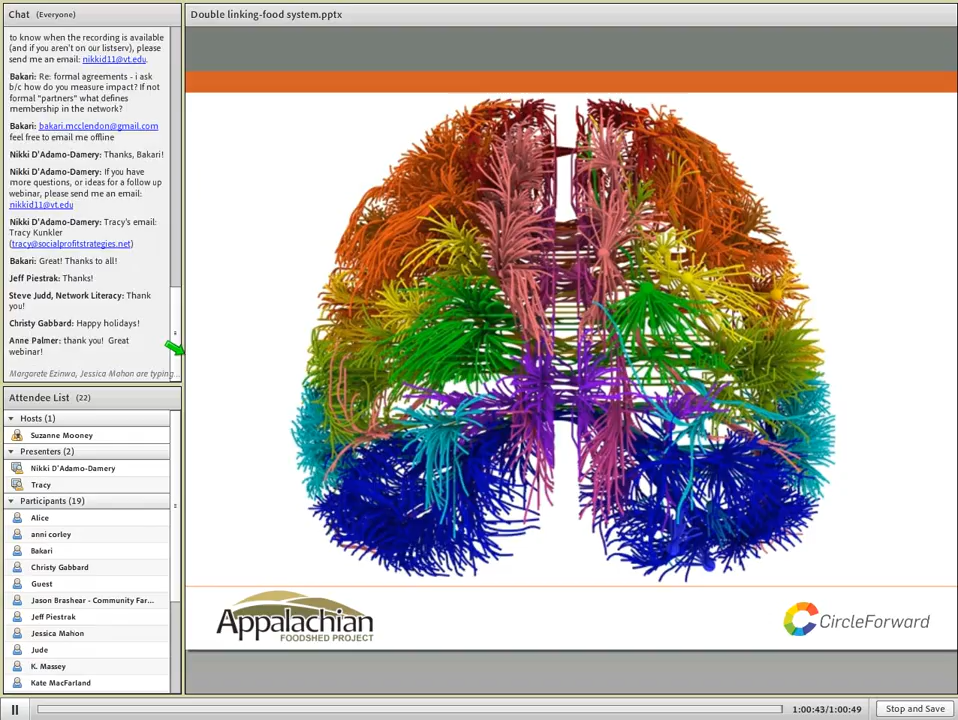 Chat (Everyone)
to know when the recording is available
(and if you aren't on our listserv), please
send me an email: nikkid11@vt.edu.
Bakari: Re: formal agreements - i ask
b/c how do you measure impact? If not
formal "partners" what defines
membership in the network?
Bakari: bakari.mcclendon@gmail.com
feel free to email me offline
Nikki D'Adamo-Damery: Thanks, Bakari!
Nikki D'Adamo-Damery: If you have
more questions, or ideas for a follow up
webinar, please send me an email:
nikkid11@vt.edu
Nikki D'Adamo-Damery: Tracy's email:
Tracy Kunkler
(tracy@socialprofitstrategies.net)
Bakari: Great! Thanks to all!
Jeff Piestrak: Thanks!
Steve Judd, Network Literacy: Thank
you!
Christy Gabbard: Happy holidays!
Anne Palmer: thank you! Great
webinar!
Margarete Ezinwa, Jessica Mahon are typing...
Attendee List (22)
Hosts (1)
Suzanne Mooney
Presenters (2)
Nikki D'Adamo-Damery
Tracy
Participants (19)
Alice
anni corley
Bakari
Christy Gabbard
Guest
Jason Brashear - Community Far...
Jeff Piestrak
Jessica Mahon
Jude
K. Massey
Kate MacFarland
Double linking-food system.pptx
Appalachian
FOODSHED PROJECT
CircleForward
1:00:43/1:00:49
Stop and Save